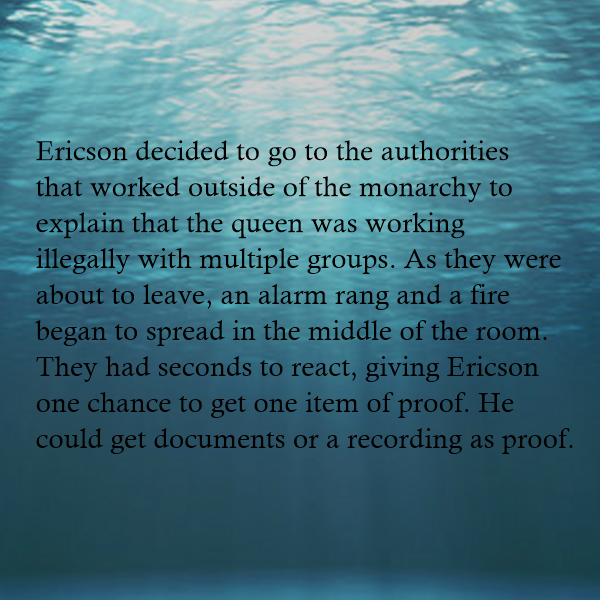 Ericson decided to go to the authorities
that worked outside of the monarchy to
explain that the queen was working
illegally with multiple groups. As they were
about to leave, an alarm rang and a fire
began to spread in the middle of the room.
They had seconds to react, giving Ericson
one chance to get one item of proof. He
could get documents or a recording as proof.